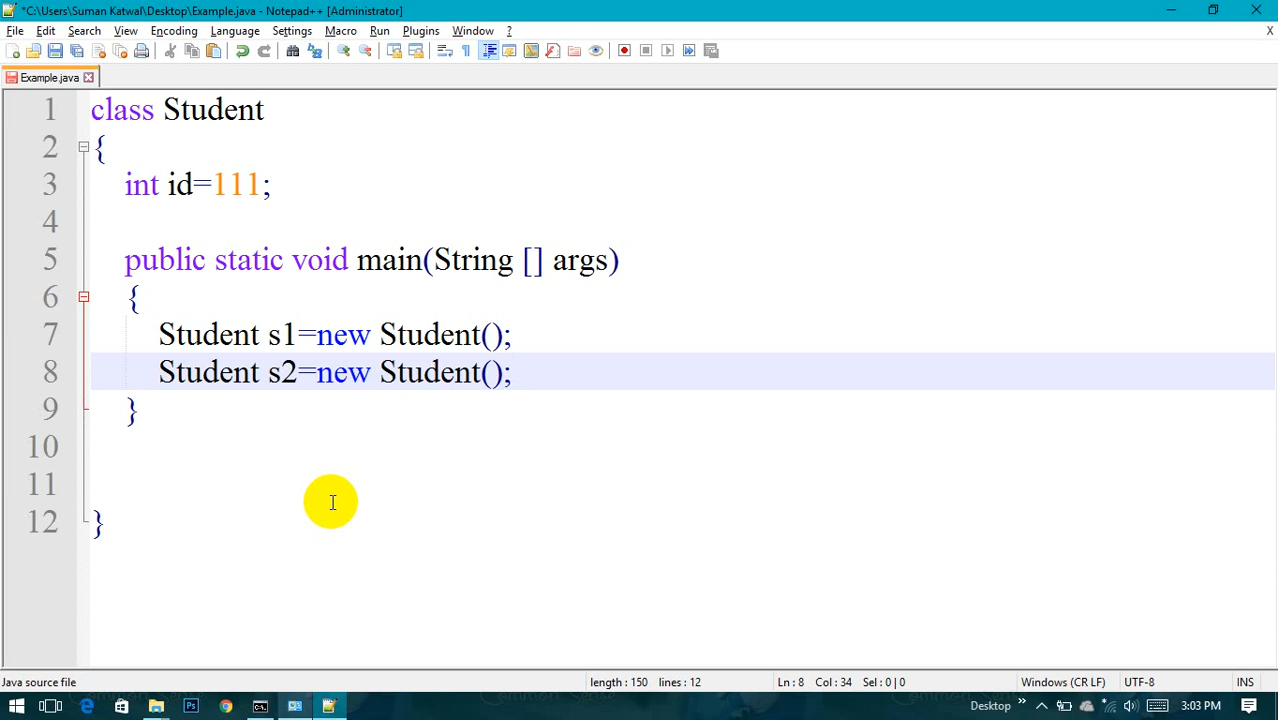 *C:\Users\Suman Katwal\Desktop\Example.java - Notepad++ [Administrator]
File Edit Search View Encoding Language Settings Macro Run Plugins Window ? X
Example.java
1 class Student
2 {
3 int id=111;
4
5 public static void main(String [] args)
6 {
7 Student s1=new Student();
8 Student s2=new Student();
9 }
10
11
12 }
Java source file length : 150 lines : 12 Ln : 8 Col : 34 Sel : 0 | 0 Windows (CR LF) UTF-8 INS
Desktop 3:03 PM